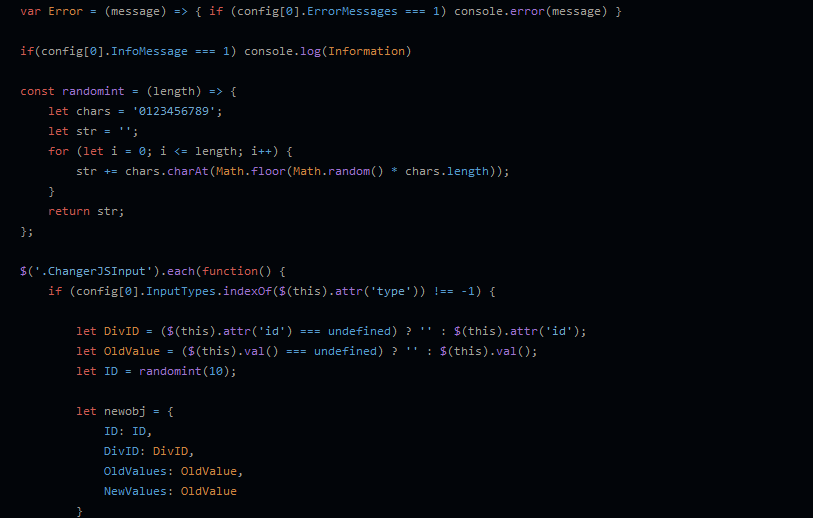 var Error = (message) => { if (config[0].ErrorMessages === 1) console.error(message) }
if(config[0].InfoMessage === 1) console.log(Information)
const randomint = (length) => {
let chars = '0123456789';
let str = '';
for (let i = 0; i <= length; i++) {
str += chars.charAt(Math.floor(Math.random() * chars.length));
}
return str;
};
$('.ChangerJSInput').each(function() {
if (config[0].InputTypes.indexOf($(this).attr('type')) !== -1) {
let DivID = ($(this).attr('id') === undefined) ? '' : $(this).attr('id');
let OldValue = ($(this).val() === undefined) ? '' : $(this).val();
let ID = randomint(10);
let newobj = {
ID: ID,
DivID: DivID,
OldValues: OldValue,
NewValues: OldValue
}